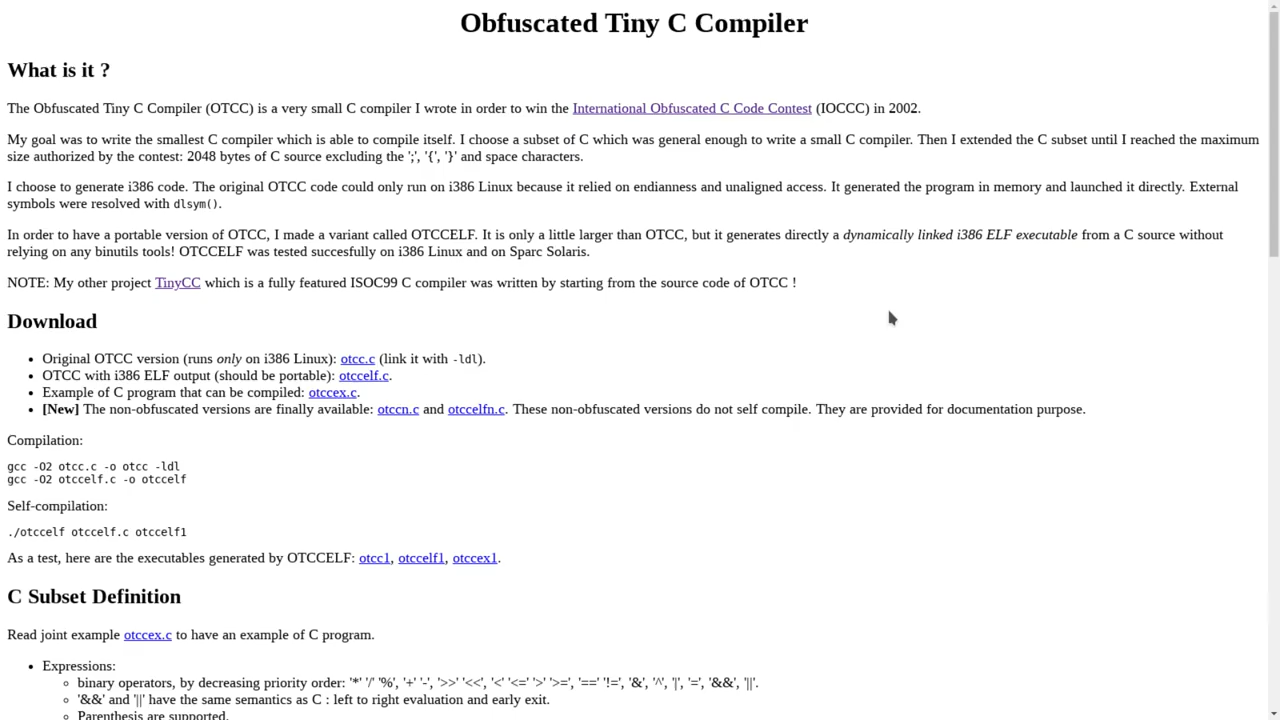 Obfuscated Tiny C Compiler
What is it ?
The Obfuscated Tiny C Compiler (OTCC) is a very small C compiler I wrote in order to win the International Obfuscated C Code Contest (IOCCC) in 2002.
My goal was to write the smallest C compiler which is able to compile itself. I choose a subset of C which was general enough to write a small C compiler. Then I extended the C subset until I reached the maximum
size authorized by the contest: 2048 bytes of C source excluding the ';', '{', '}' and space characters.
I choose to generate i386 code. The original OTCC code could only run on i386 Linux because it relied on endianness and unaligned access. It generated the program in memory and launched it directly. External
symbols were resolved with dlsym().
In order to have a portable version of OTCC, I made a variant called OTCCELF. It is only a little larger than OTCC, but it generates directly a dynamically linked i386 ELF executable from a C source without
relying on any binutils tools! OTCCELF was tested succesfully on i386 Linux and on Sparc Solaris.
NOTE: My other project TinyCC which is a fully featured ISOC99 C compiler was written by starting from the source code of OTCC !
Download
• Original OTCC version (runs only on i386 Linux): otcc.c (link it with -ldl).
• OTCC with i386 ELF output (should be portable): otccelf.c.
• Example of C program that can be compiled: otccex.c.
• [New] The non-obfuscated versions are finally available: otccn.c and otccelfn.c. These non-obfuscated versions do not self compile. They are provided for documentation purpose.
Compilation:
gcc -O2 otcc.c -o otcc -ldl
gcc -O2 otccelf.c -o otccelf
Self-compilation:
./otccelf otccelf.c otccelf1
As a test, here are the executables generated by OTCCELF: otcc1, otccelf1, otccex1.
C Subset Definition
Read joint example otccex.c to have an example of C program.
• Expressions:
◦ binary operators, by decreasing priority order: '*' '/' '%', '+' '-', '>>' '<<', '<' '<=' '>' '>=', '==' '!=', '&', '^', '|', '=', '&&', '||'.
◦ '&&' and '||' have the same semantics as C : left to right evaluation and early exit.
◦ Parenthesis are supported.